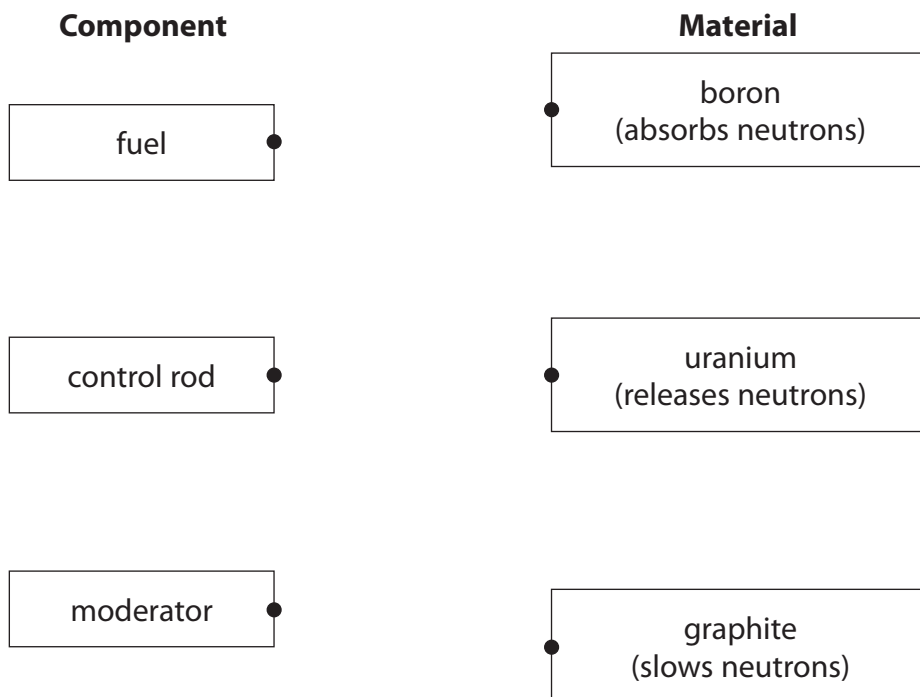 Component
Material
fuel
boron
(absorbs neutrons)
control rod
uranium
(releases neutrons)
moderator
graphite
(slows neutrons)